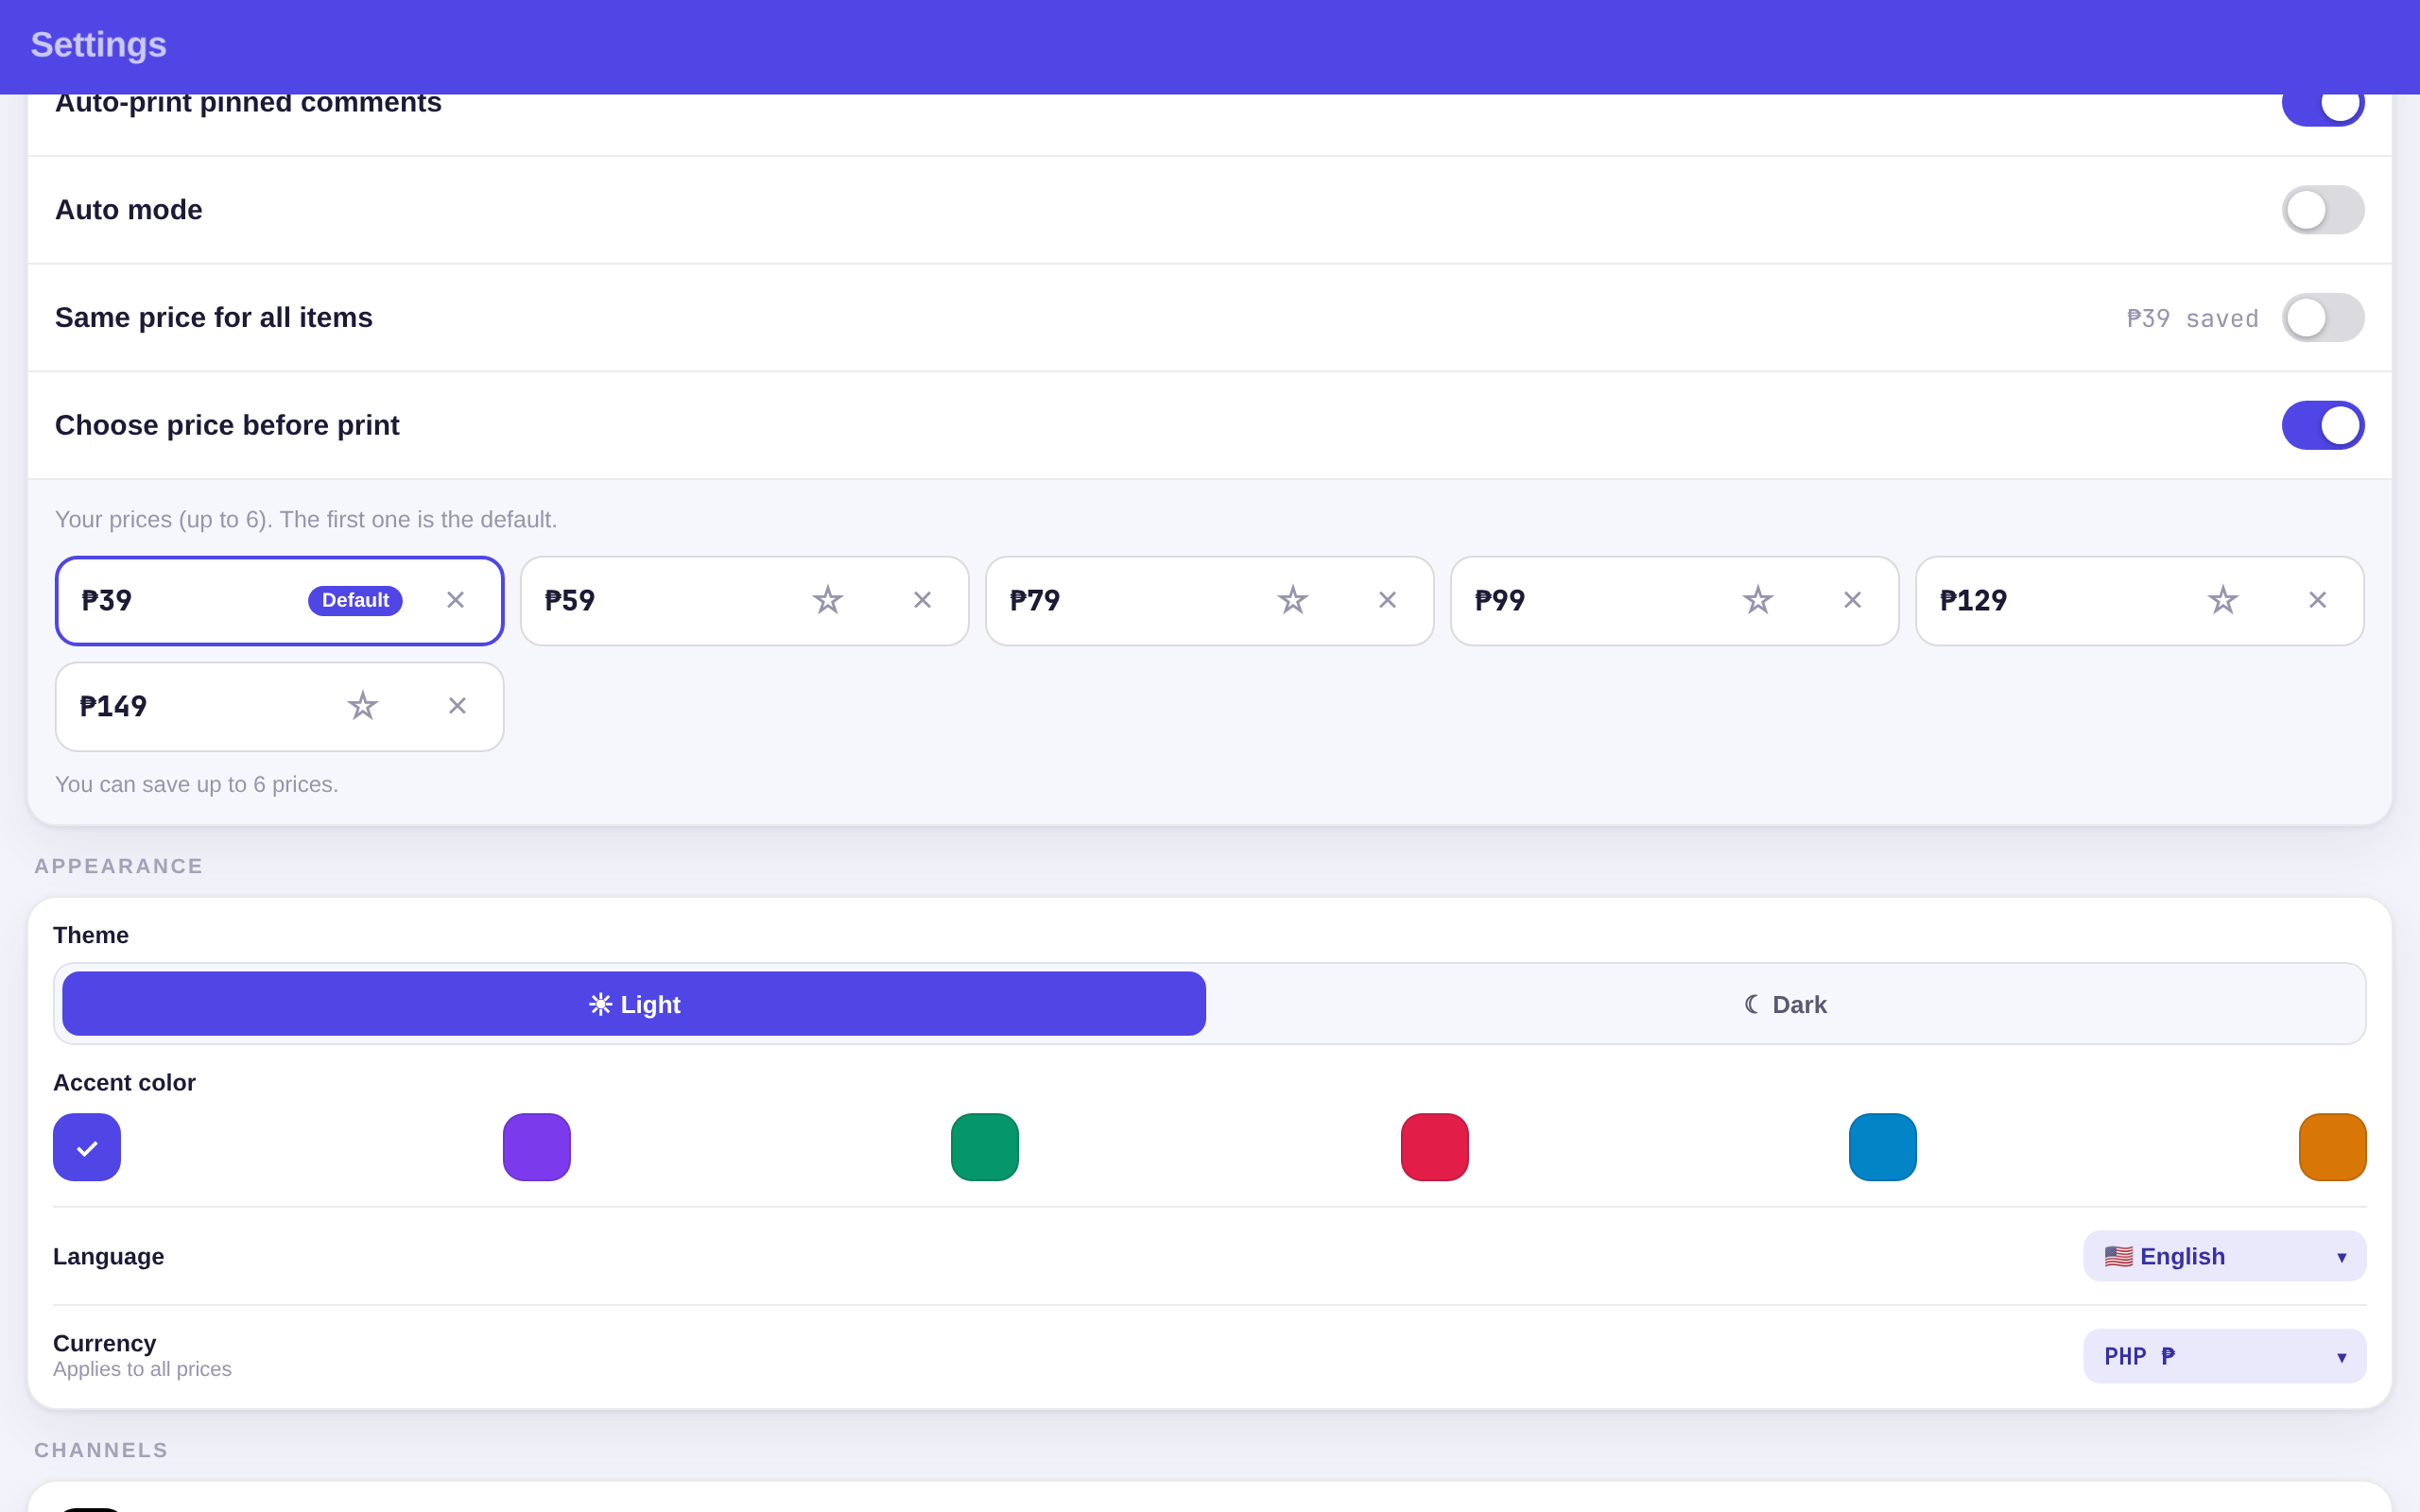 Settings
Auto-print pinned comments
Auto mode
Same price for all items
₱39 saved
Choose price before print
Your prices (up to 6). The first one is the default.
₱39 Default ✕
₱59 ☆ ✕
₱79 ☆ ✕
₱99 ☆ ✕
₱129 ☆ ✕
₱149 ☆ ✕
You can save up to 6 prices.
APPEARANCE
Theme
☀ Light
☾ Dark
Accent color
Language
🇺🇸 English ▾
Currency
Applies to all prices
PHP ₱ ▾
CHANNELS